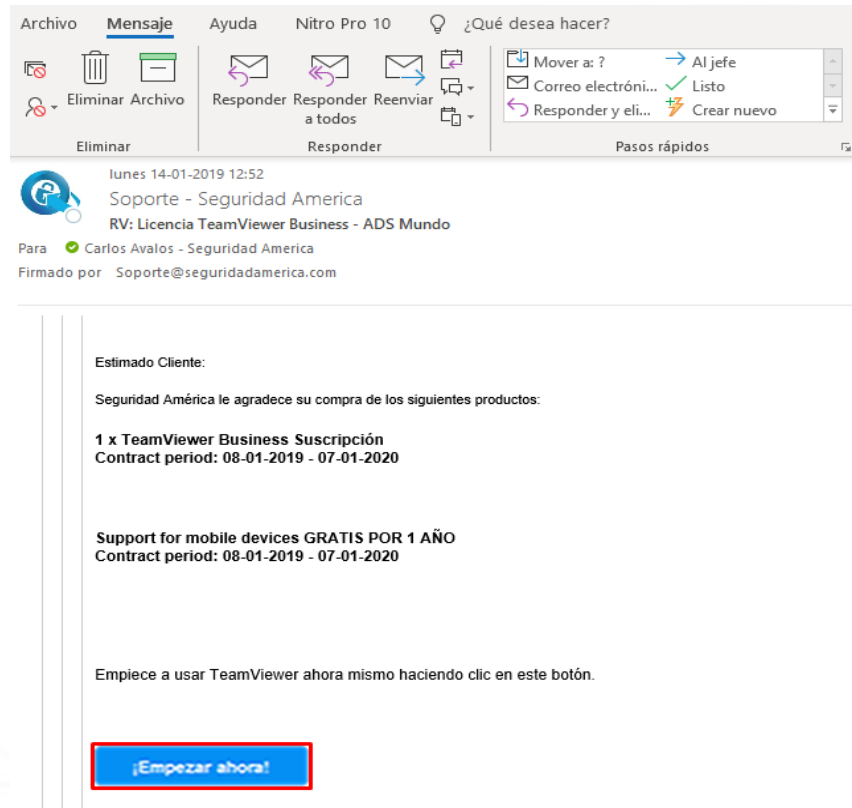 Archivo Mensaje Ayuda Nitro Pro 10 ¿Qué desea hacer?
Eliminar Archivo
Responder Responder a todos Reenviar
Mover a: ? Al jefe
Correo electróni... Listo
Responder y eli... Crear nuevo
Eliminar Responder Pasos rápidos
lunes 14-01-2019 12:52
Soporte - Seguridad America
RV: Licencia TeamViewer Business - ADS Mundo
Para Carlos Avalos - Seguridad America
Firmado por Soporte@seguridadamerica.com
Estimado Cliente:
Seguridad América le agradece su compra de los siguientes productos:
1 x TeamViewer Business Suscripción
Contract period: 08-01-2019 - 07-01-2020
Support for mobile devices GRATIS POR 1 AÑO
Contract period: 08-01-2019 - 07-01-2020
Empiece a usar TeamViewer ahora mismo haciendo clic en este botón.
¡Empezar ahora!